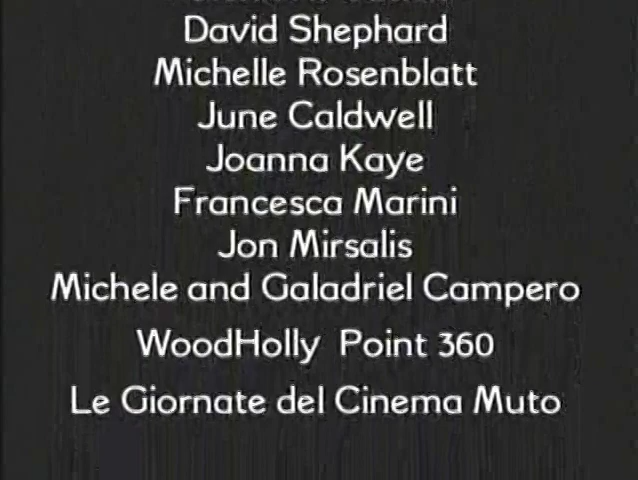 David Shephard
Michelle Rosenblatt
June Caldwell
Joanna Kaye
Francesca Marini
Jon Mirsalis
Michele and Galadriel Campero
WoodHolly Point 360
Le Giornate del Cinema Muto